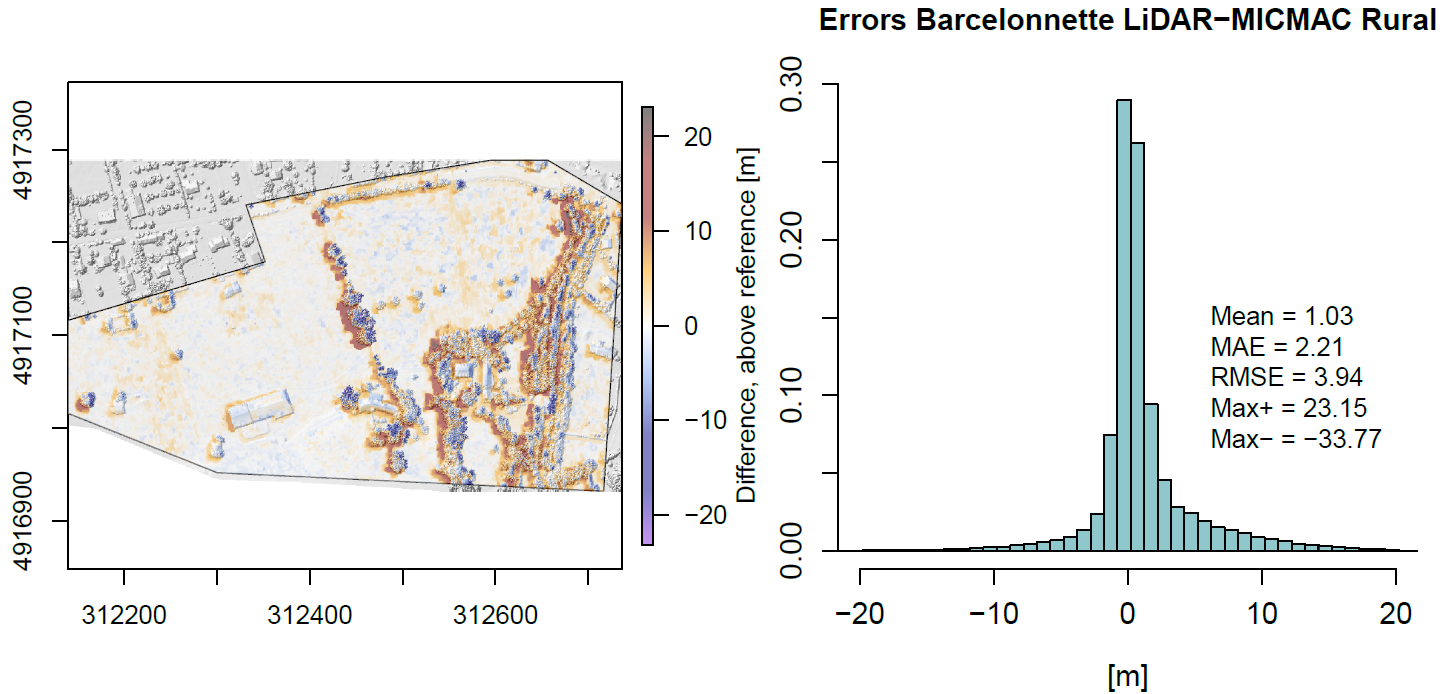 Errors Barcelonnette LiDAR−MICMAC Rural
4917300
4917100
4916900
312200
312400
312600
20
10
0
−10
−20
Difference, above reference [m]
0.30
0.20
0.10
0.00
Mean = 1.03
MAE = 2.21
RMSE = 3.94
Max+ = 23.15
Max− = −33.77
−20
−10
0
10
20
[m]